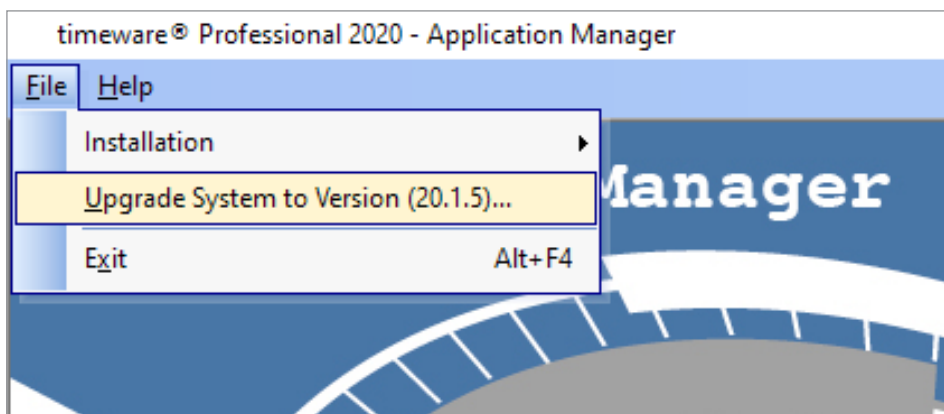 timeware® Professional 2020 - Application Manager
File Help
Installation
Manager
Upgrade System to Version (20.1.5)...
Exit Alt+F4